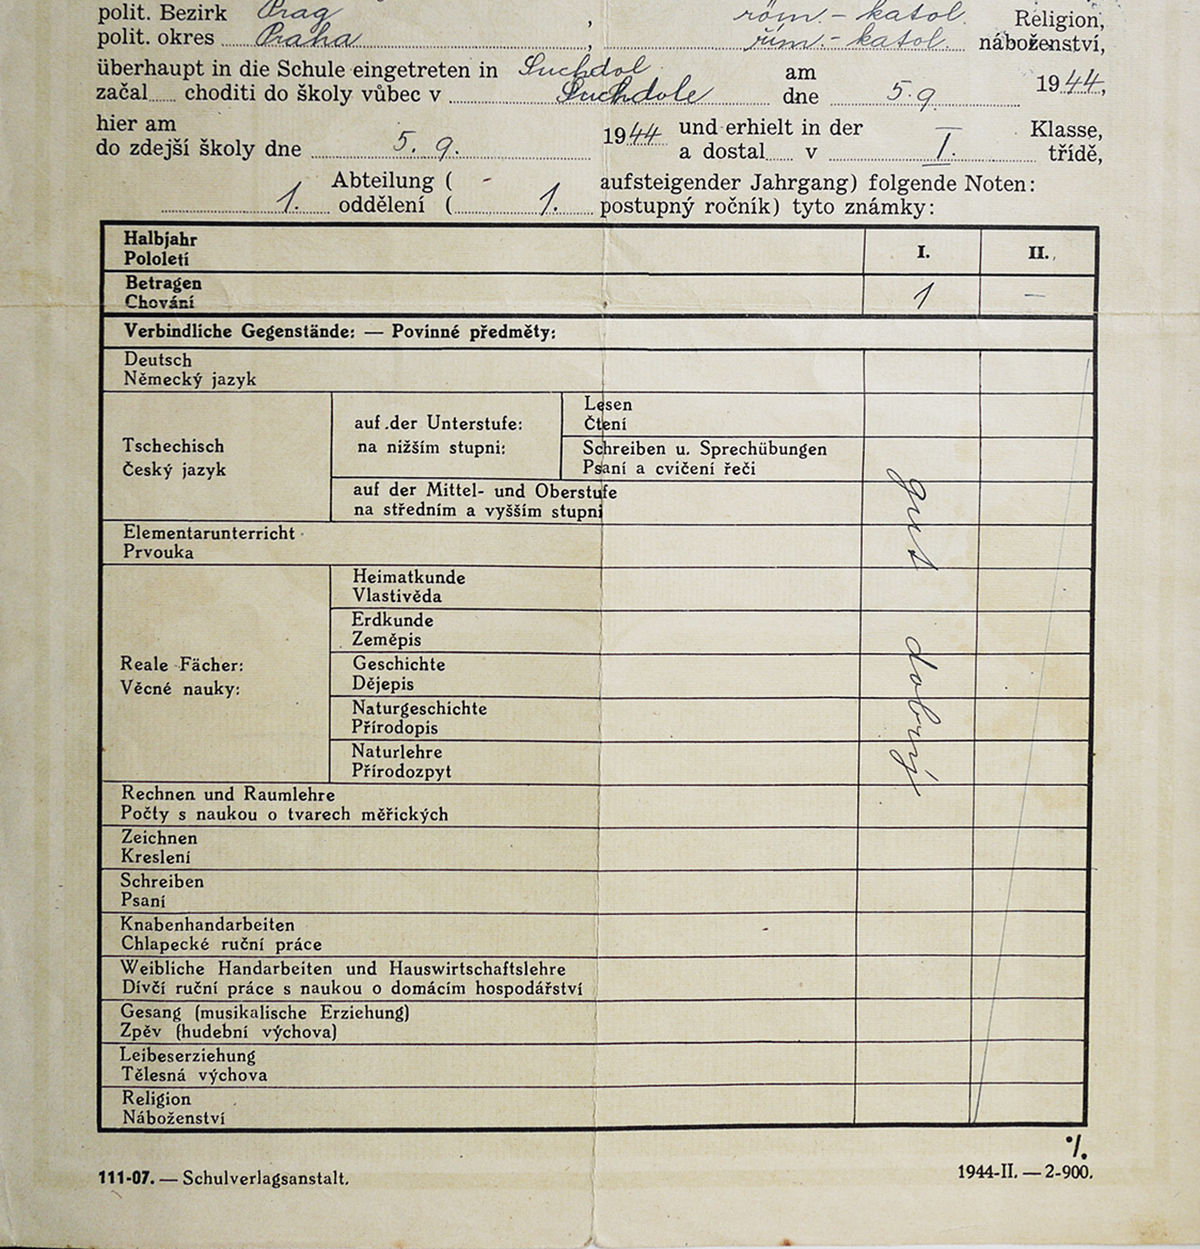 polit. Bezirk Prag , röm.-katol. Religion,
polit. okres Praha , řím.-katol. náboženství,
überhaupt in die Schule eingetreten in Suchdol am
začal choditi do školy vůbec v Suchdole dne 5.9. 1944,
hier am
do zdejší školy dne 5. 9. 1944 und erhielt in der I. Klasse,
a dostal v třídě,
Abteilung ( - aufsteigender Jahrgang) folgende Noten:
1. oddělení ( 1. postupný ročník) tyto známky:
Halbjahr
Pololetí I. II.
Betragen
Chování 1 —
Verbindliche Gegenstände: — Povinné předměty:
Deutsch
Německý jazyk
Tschechisch
Český jazyk
auf der Unterstufe:
na nižším stupni:
Lesen
Čtení
Schreiben u. Sprechübungen
Psaní a cvičení řeči
auf der Mittel- und Oberstufe
na středním a vyšším stupni
gut
dobrý
Elementarunterricht
Prvouka
Reale Fächer:
Věcné nauky:
Heimatkunde
Vlastivěda
Erdkunde
Zeměpis
Geschichte
Dějepis
Naturgeschichte
Přírodopis
Naturlehre
Přírodozpyt
Rechnen und Raumlehre
Počty s naukou o tvarech měřických
Zeichnen
Kreslení
Schreiben
Psaní
Knabenhandarbeiten
Chlapecké ruční práce
Weibliche Handarbeiten und Hauswirtschaftslehre
Dívčí ruční práce s naukou o domácím hospodářství
Gesang (musikalische Erziehung)
Zpěv (hudební výchova)
Leibeserziehung
Tělesná výchova
Religion
Náboženství
·/.
111-07. — Schulverlagsanstalt. 1944-II. — 2-900.